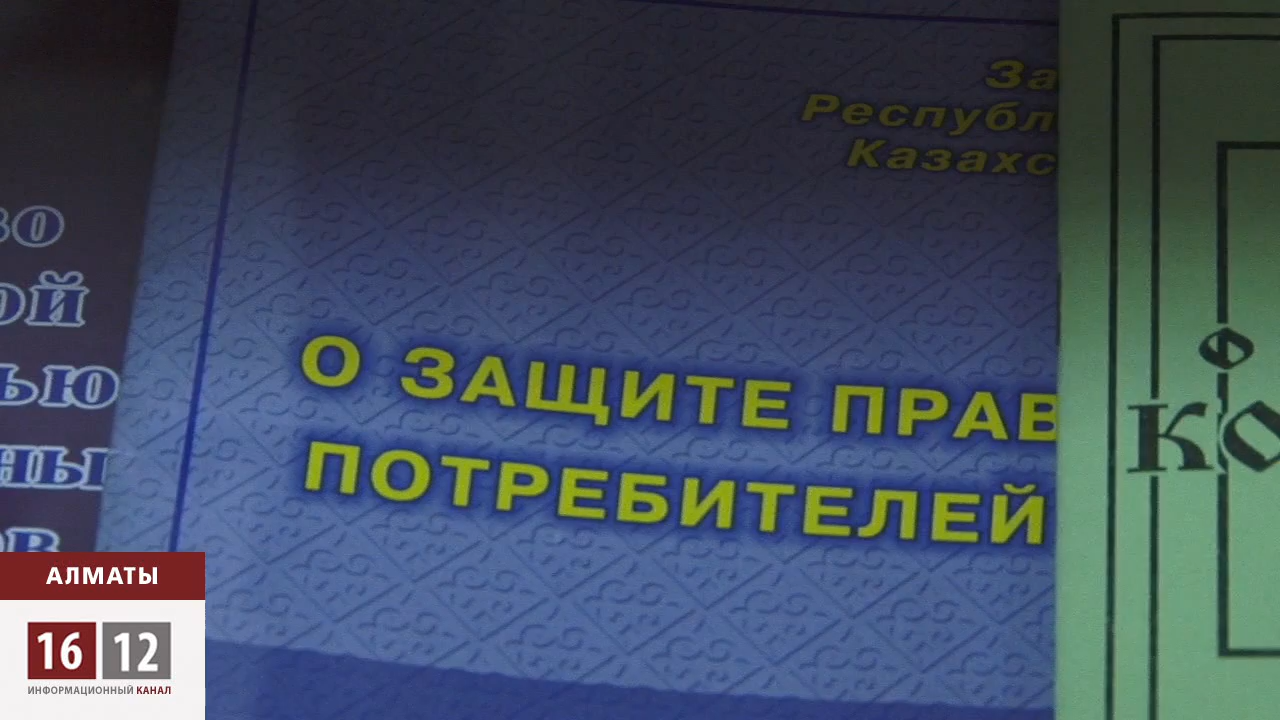 За
Республ
Казахс
О ЗАЩИТЕ ПРАВ
ПОТРЕБИТЕЛЕЙ
во
ой
ью
ны
ов
ко
АЛМАТЫ
16 12
ИНФОРМАЦИОННЫЙ КАНАЛ